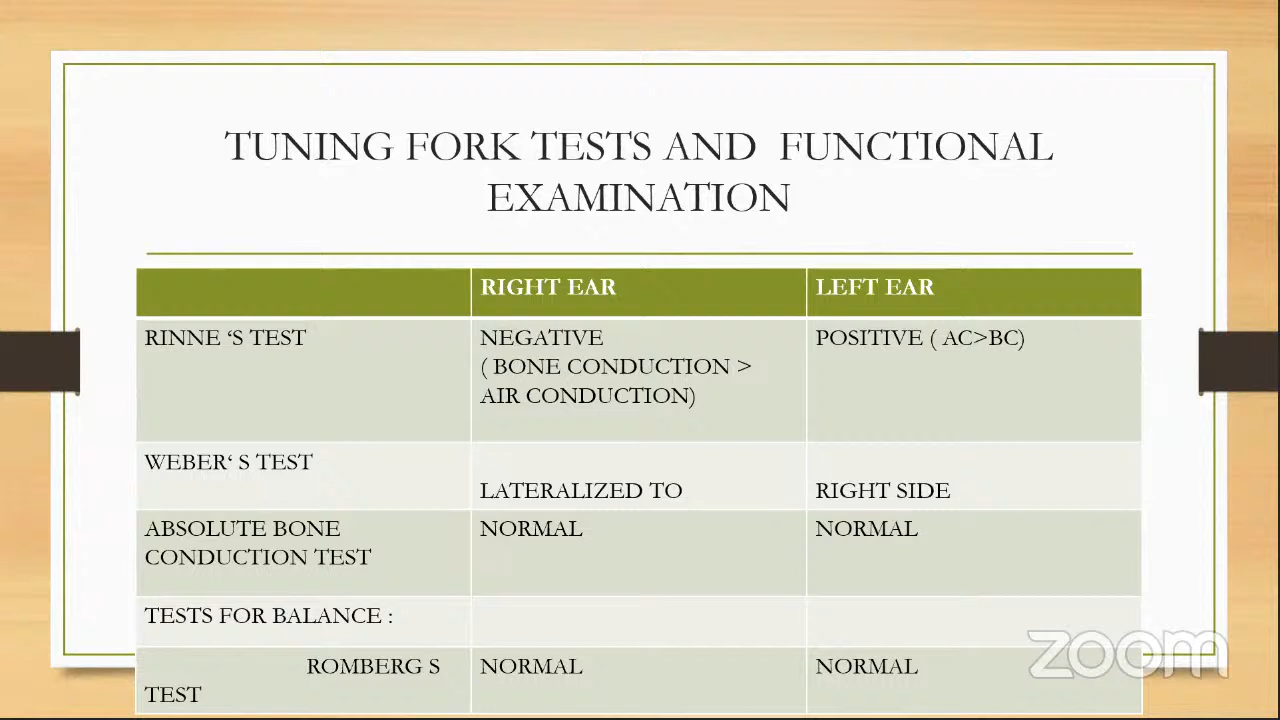 TUNING FORK TESTS AND FUNCTIONAL
EXAMINATION
RIGHT EAR
LEFT EAR
RINNE ‘S TEST
NEGATIVE
( BONE CONDUCTION >
AIR CONDUCTION)
POSITIVE ( AC>BC)
WEBER‘ S TEST
LATERALIZED TO
RIGHT SIDE
ABSOLUTE BONE
CONDUCTION TEST
NORMAL
NORMAL
TESTS FOR BALANCE :
ROMBERG S
TEST
NORMAL
NORMAL
zoom